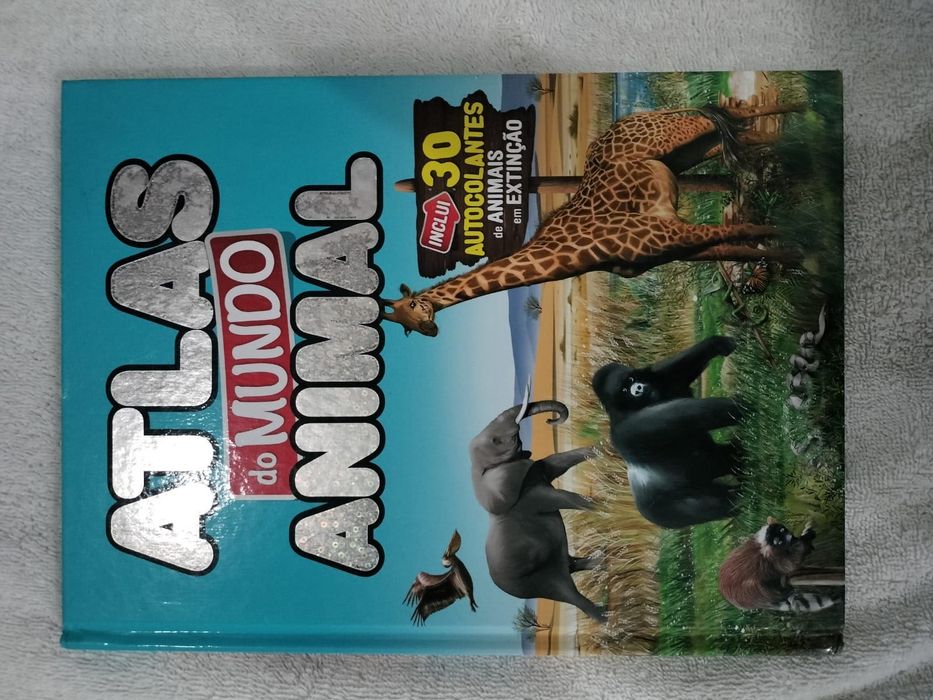 ATLAS
do MUNDO
ANIMAL
INCLUI 30
AUTOCOLANTES
de ANIMAIS
em EXTINÇÃO